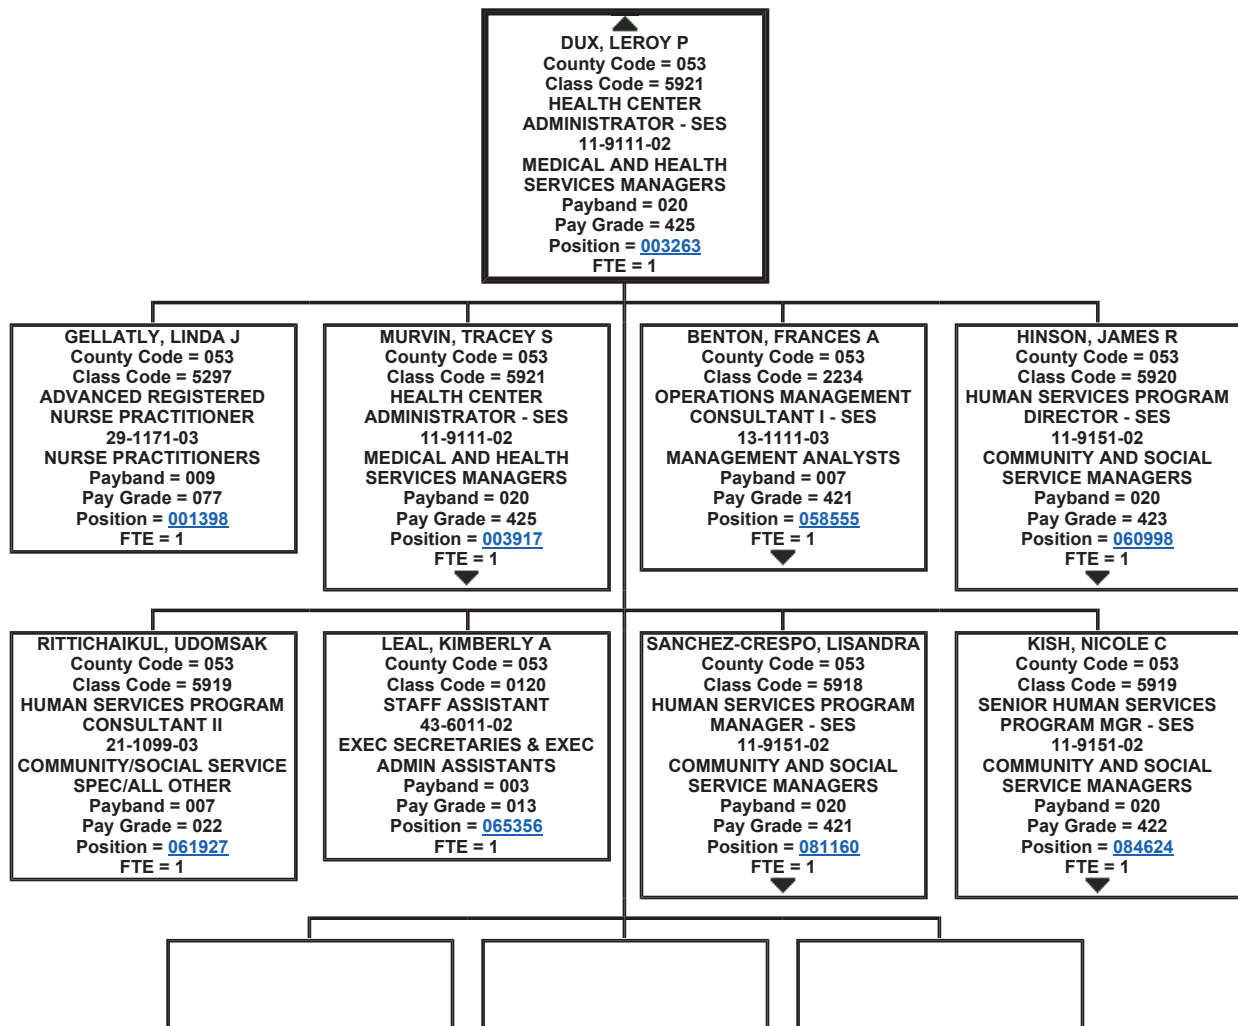 DUX, LEROY P
County Code = 053
Class Code = 5921
HEALTH CENTER
ADMINISTRATOR - SES
11-9111-02
MEDICAL AND HEALTH
SERVICES MANAGERS
Payband = 020
Pay Grade = 425
Position = 003263
FTE = 1
GELLATLY, LINDA J
County Code = 053
Class Code = 5297
ADVANCED REGISTERED
NURSE PRACTITIONER
29-1171-03
NURSE PRACTITIONERS
Payband = 009
Pay Grade = 077
Position = 001398
FTE = 1
MURVIN, TRACEY S
County Code = 053
Class Code = 5921
HEALTH CENTER
ADMINISTRATOR - SES
11-9111-02
MEDICAL AND HEALTH
SERVICES MANAGERS
Payband = 020
Pay Grade = 425
Position = 003917
FTE = 1
BENTON, FRANCES A
County Code = 053
Class Code = 2234
OPERATIONS MANAGEMENT
CONSULTANT I - SES
13-1111-03
MANAGEMENT ANALYSTS
Payband = 007
Pay Grade = 421
Position = 058555
FTE = 1
HINSON, JAMES R
County Code = 053
Class Code = 5920
HUMAN SERVICES PROGRAM
DIRECTOR - SES
11-9151-02
COMMUNITY AND SOCIAL
SERVICE MANAGERS
Payband = 020
Pay Grade = 423
Position = 060998
FTE = 1
RITTICHAIKUL, UDOMSAK
County Code = 053
Class Code = 5919
HUMAN SERVICES PROGRAM
CONSULTANT II
21-1099-03
COMMUNITY/SOCIAL SERVICE
SPEC/ALL OTHER
Payband = 007
Pay Grade = 022
Position = 061927
FTE = 1
LEAL, KIMBERLY A
County Code = 053
Class Code = 0120
STAFF ASSISTANT
43-6011-02
EXEC SECRETARIES & EXEC
ADMIN ASSISTANTS
Payband = 003
Pay Grade = 013
Position = 065356
FTE = 1
SANCHEZ-CRESPO, LISANDRA
County Code = 053
Class Code = 5918
HUMAN SERVICES PROGRAM
MANAGER - SES
11-9151-02
COMMUNITY AND SOCIAL
SERVICE MANAGERS
Payband = 020
Pay Grade = 421
Position = 081160
FTE = 1
KISH, NICOLE C
County Code = 053
Class Code = 5919
SENIOR HUMAN SERVICES
PROGRAM MGR - SES
11-9151-02
COMMUNITY AND SOCIAL
SERVICE MANAGERS
Payband = 020
Pay Grade = 422
Position = 084624
FTE = 1